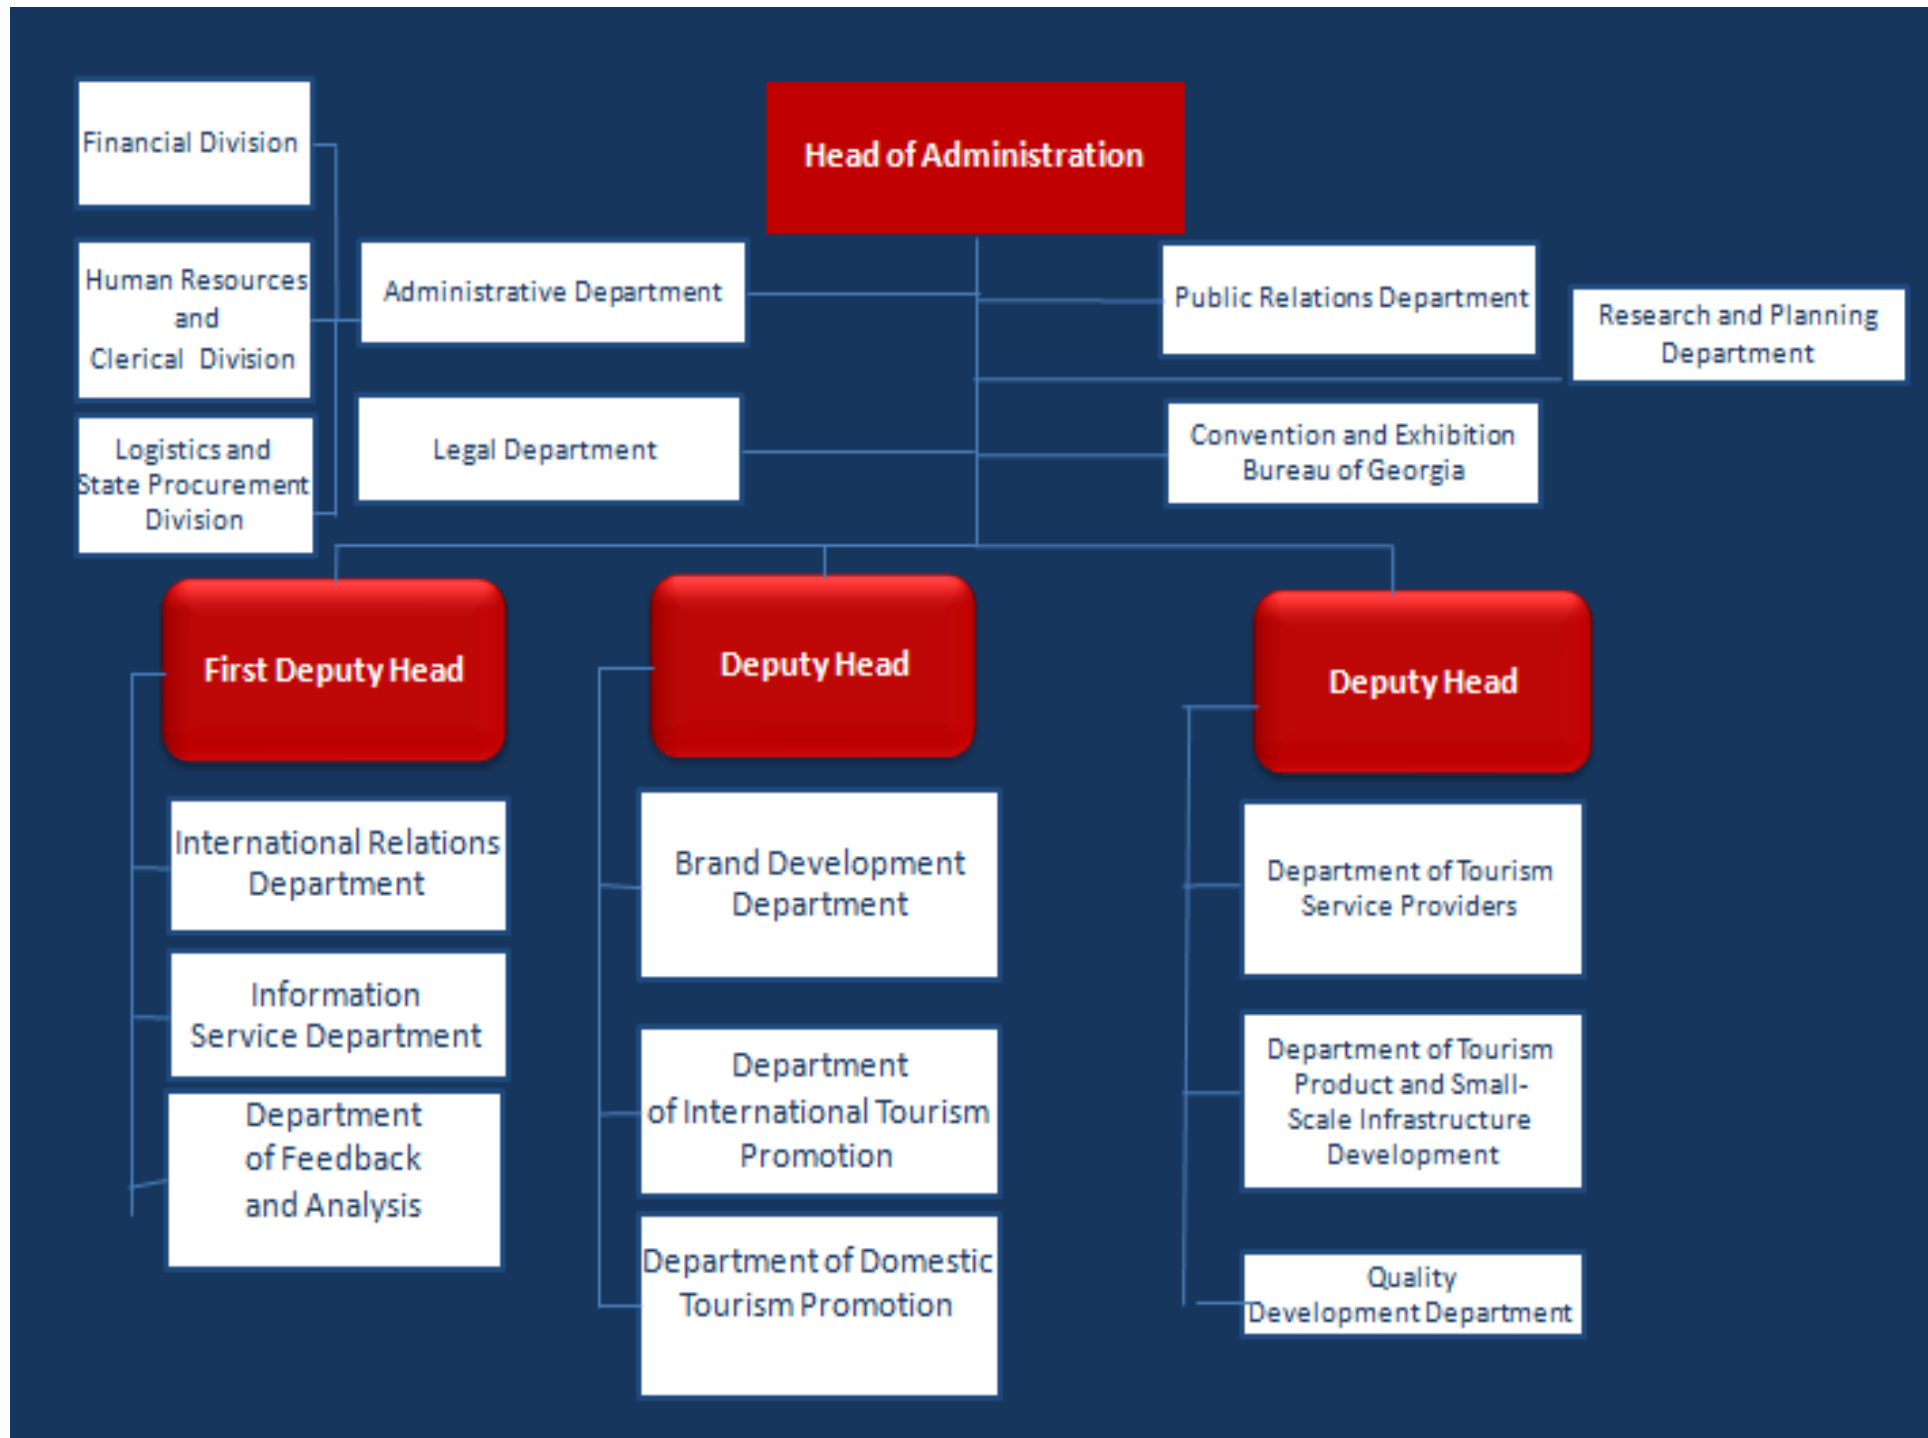 Head of Administration
Financial Division
Human Resources
and
Clerical Division
Logistics and
State Procurement
Division
Administrative Department
Legal Department
Public Relations Department
Research and Planning
Department
Convention and Exhibition
Bureau of Georgia
First Deputy Head
International Relations
Department
Information
Service Department
Department
of Feedback
and Analysis
Deputy Head
Brand Development
Department
Department
of International Tourism
Promotion
Department of Domestic
Tourism Promotion
Deputy Head
Department of Tourism
Service Providers
Department of Tourism
Product and Small-
Scale Infrastructure
Development
Quality
Development Department